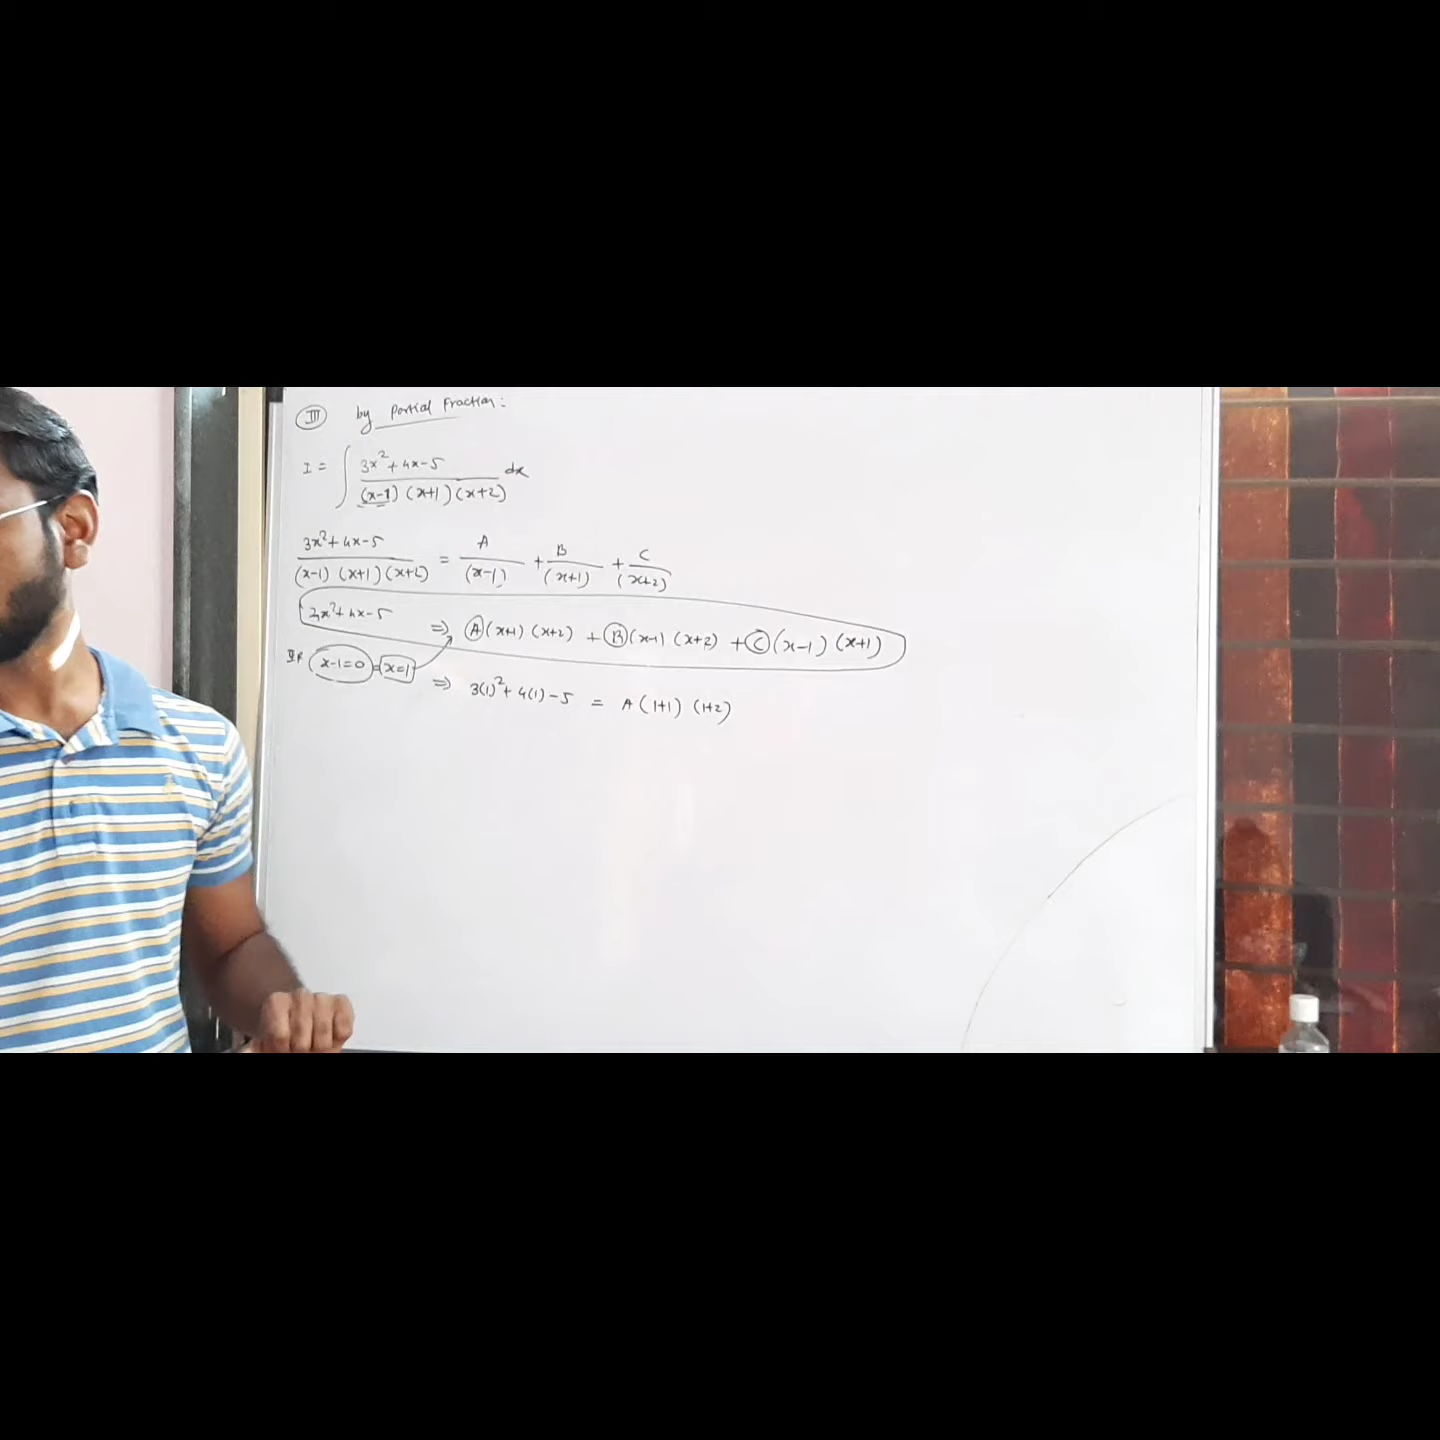 III by Partial Fraction:
I = ∫ 3x²+4x-5 / (x-1)(x+1)(x+2) dx
3x²+4x-5 / (x-1)(x+1)(x+2) = A/(x-1) + B/(x+1) + C/(x+2)
3x²+4x-5 ⇒ A(x+1)(x+2) + B(x-1)(x+2) + C(x-1)(x+1)
x-1=0 x=1
⇒ 3(1)²+4(1)-5 = A(1+1)(1+2)